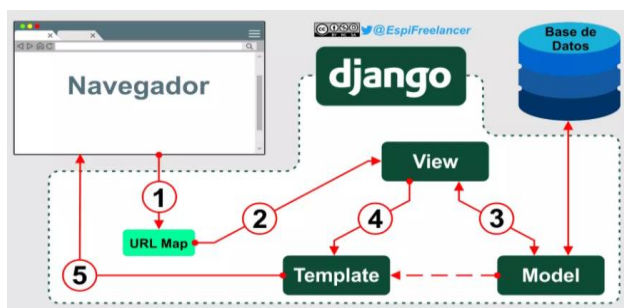 @EspiFreelancer
Base de
Datos
Navegador
django
View
1
2
4
3
URL Map
5
Template
Model